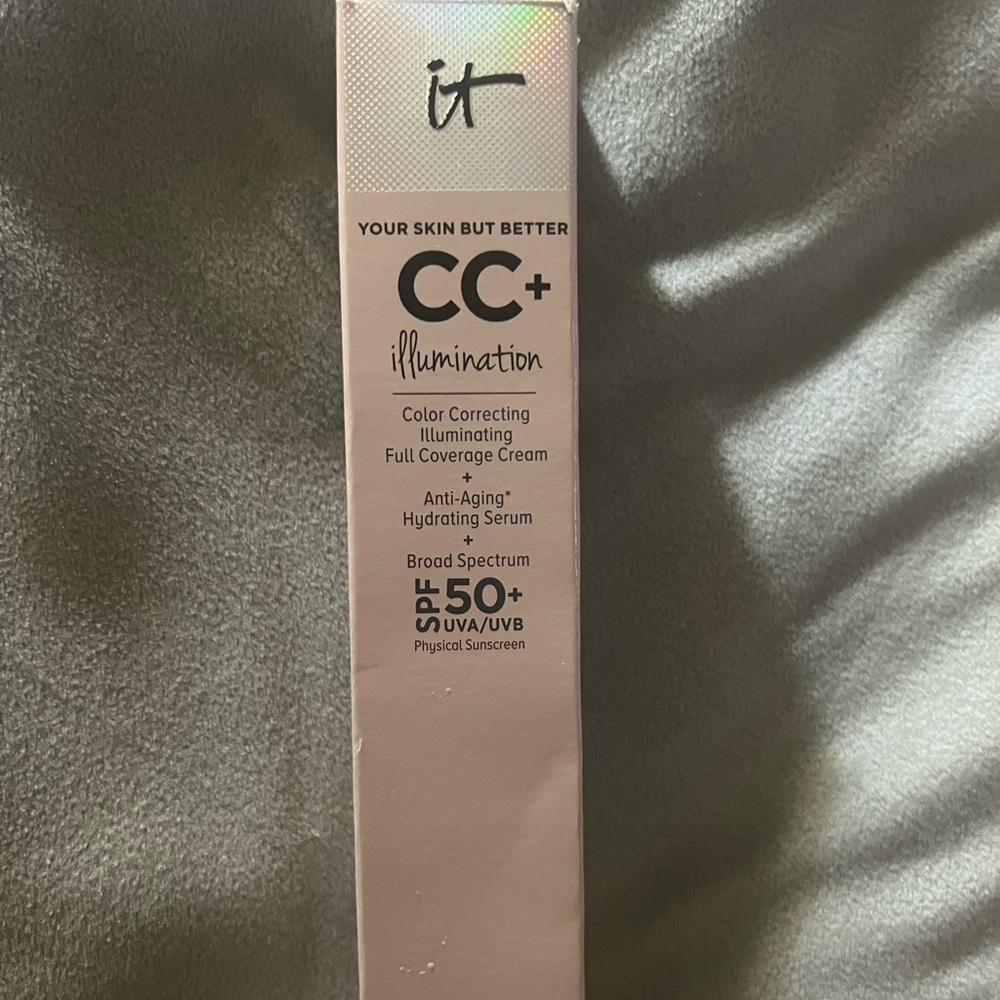 it
YOUR SKIN BUT BETTER
CC+
illumination
Color Correcting
Illuminating
Full Coverage Cream
+
Anti-Aging*
Hydrating Serum
+
Broad Spectrum
SPF 50+
UVA/UVB
Physical Sunscreen